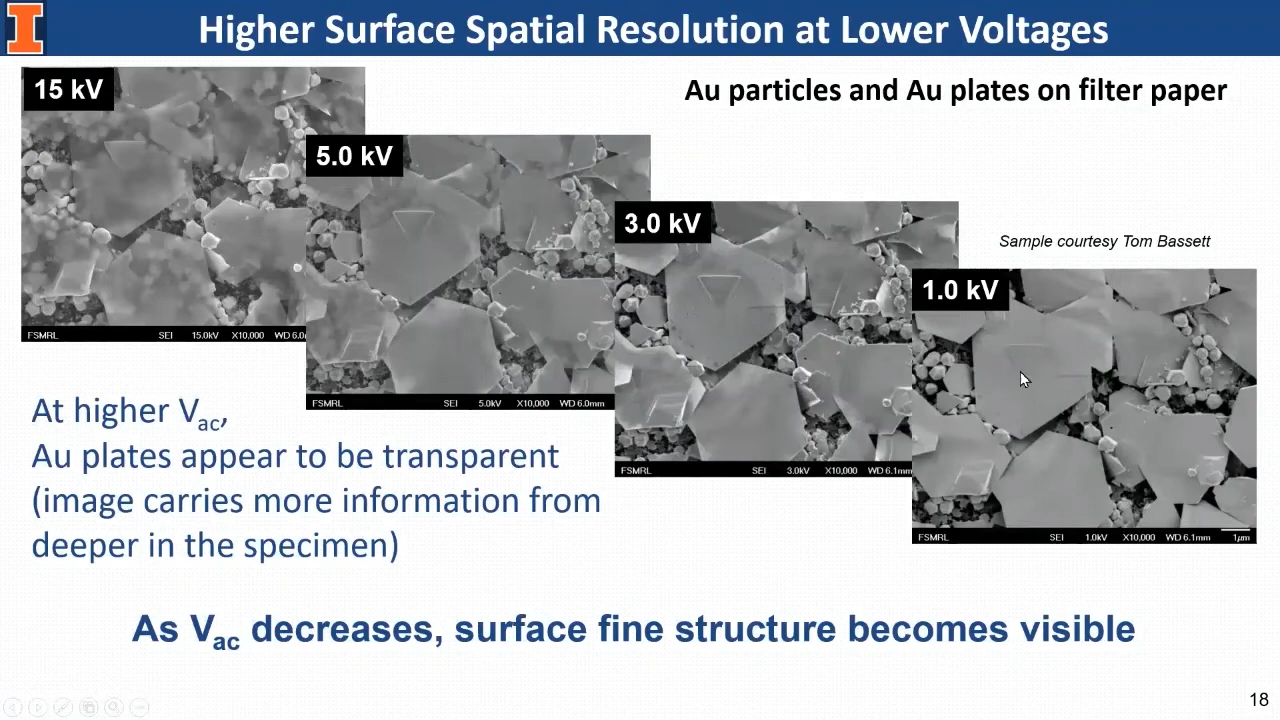 Higher Surface Spatial Resolution at Lower Voltages
15 kV
Au particles and Au plates on filter paper
5.0 kV
3.0 kV
Sample courtesy Tom Bassett
1.0 kV
FSMRL SEI 15.0kV X10,000 WD 6.0
FSMRL SEI 5.0kV X10,000 WD 6.0mm
FSMRL SEI 3.0kV X10,000 WD 6.1mm
FSMRL SEI 1.0kV X10,000 WD 6.1mm 1μm
At higher Vac,
Au plates appear to be transparent
(image carries more information from
deeper in the specimen)
As Vac decreases, surface fine structure becomes visible
18